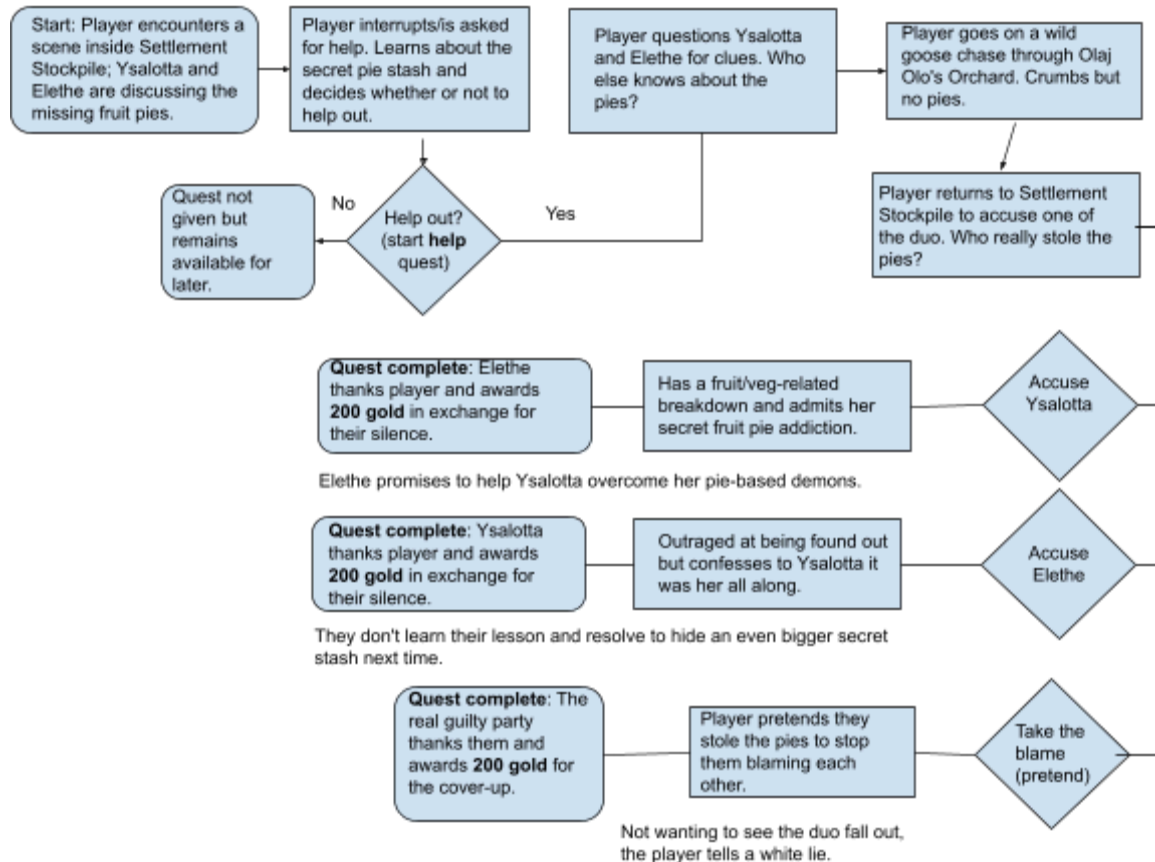 Start: Player encounters a
scene inside Settlement
Stockpile; Ysalotta and
Elethe are discussing the
missing fruit pies.
Player interrupts/is asked
for help. Learns about the
secret pie stash and
decides whether or not to
help out.
Player questions Ysalotta
and Elethe for clues. Who
else knows about the
pies?
Player goes on a wild
goose chase through Olaj
Olo's Orchard. Crumbs but
no pies.
Quest not
given but
remains
available for
later.
No
Help out?
(start help
quest)
Yes
Player returns to Settlement
Stockpile to accuse one of
the duo. Who really stole the
pies?
Quest complete: Elethe
thanks player and awards
200 gold in exchange for
their silence.
Has a fruit/veg-related
breakdown and admits her
secret fruit pie addiction.
Accuse
Ysalotta
Elethe promises to help Ysalotta overcome her pie-based demons.
Quest complete: Ysalotta
thanks player and awards
200 gold in exchange for
their silence.
Outraged at being found out
but confesses to Ysalotta it
was her all along.
Accuse
Elethe
They don't learn their lesson and resolve to hide an even bigger secret
stash next time.
Quest complete: The
real guilty party
thanks them and
awards 200 gold for
the cover-up.
Player pretends they
stole the pies to stop
them blaming each
other.
Take the
blame
(pretend)
Not wanting to see the duo fall out,
the player tells a white lie.